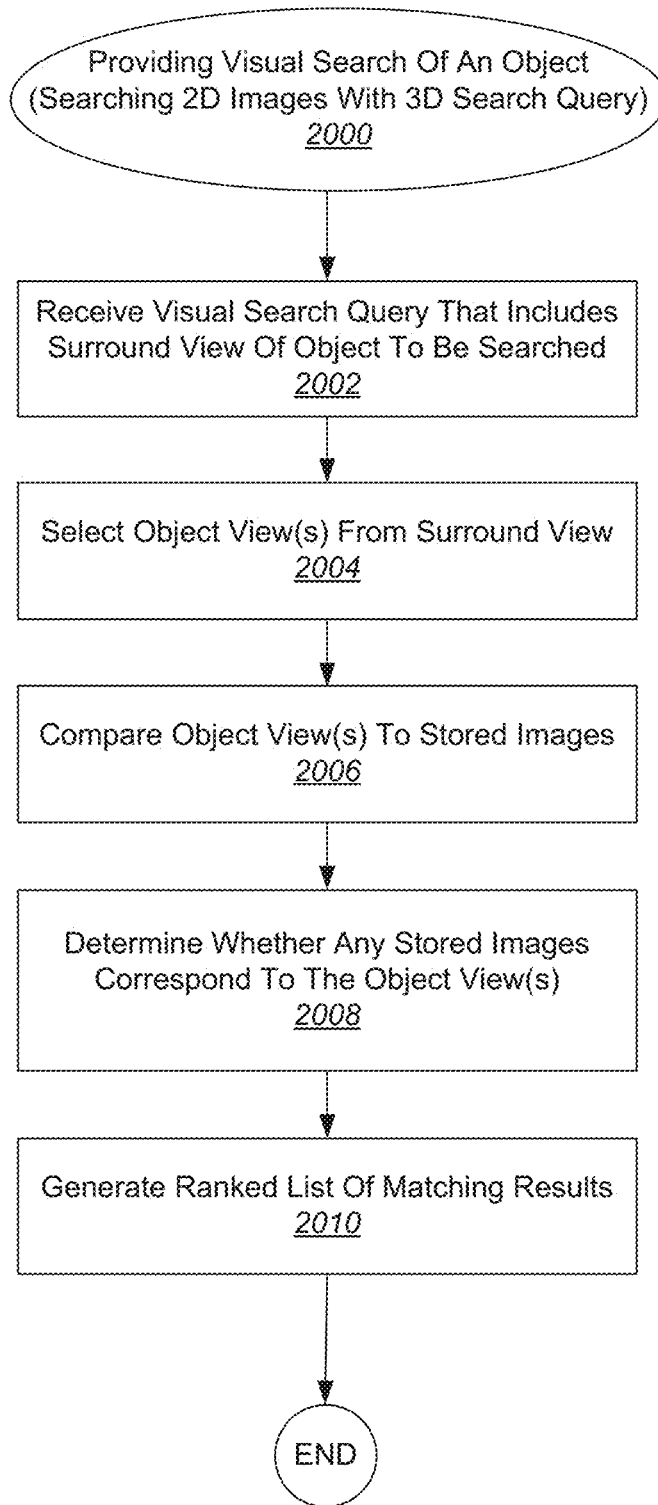 Providing Visual Search Of An Object
(Searching 2D Images With 3D Search Query)
2000
Receive Visual Search Query That Includes
Surround View Of Object To Be Searched
2002
Select Object View(s) From Surround View
2004
Compare Object View(s) To Stored Images
2006
Determine Whether Any Stored Images
Correspond To The Object View(s)
2008
Generate Ranked List Of Matching Results
2010
END